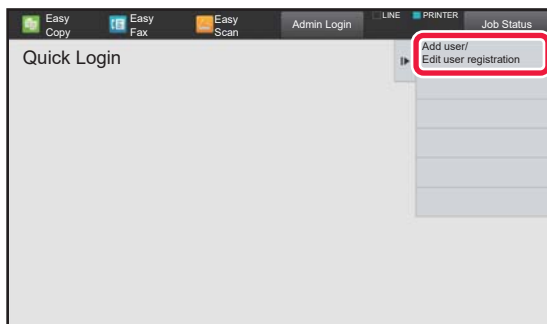 Easy
Copy
Easy
Fax
Easy
Scan
Admin Login
LINE
PRINTER
Job Status
Quick Login
Add user/
Edit user registration